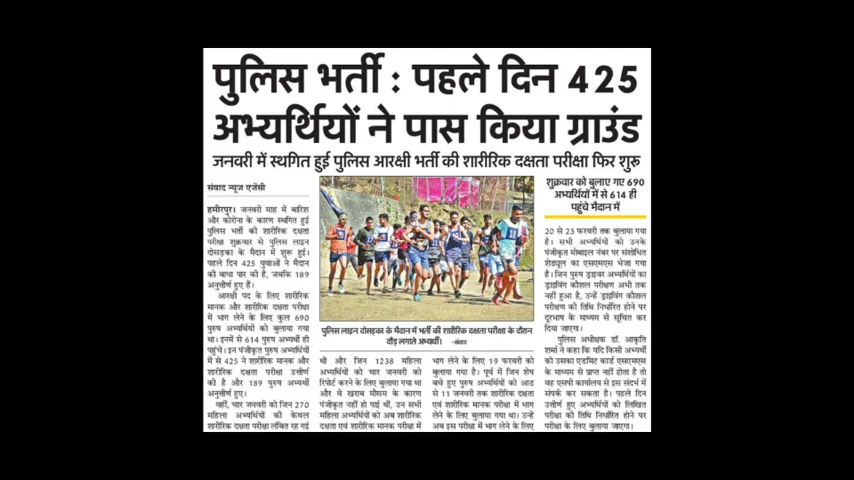 पुलिस भर्ती : पहले दिन 425
अभ्यर्थियों ने पास किया ग्राउंड
जनवरी में स्थगित हुई पुलिस आरक्षी भर्ती की शारीरिक दक्षता परीक्षा फिर शुरू
संवाद न्यूज एजेंसी
हमीरपुर। जनवरी माह में बारिश
और कोरोना के कारण स्थगित हुई
पुलिस भर्ती की शारीरिक दक्षता
परीक्षा शुक्रवार से पुलिस लाइन
दोसड़का के मैदान में शुरू हुई।
पहले दिन 425 युवाओं ने मैदान
की बाधा पार की है, जबकि 189
अनुत्तीर्ण हुए हैं।
आरक्षी पद के लिए शारीरिक
मानक और शारीरिक दक्षता परीक्षा
में भाग लेने के लिए कुल 690
पुरुष अभ्यर्थियों को बुलाया गया
था। इनमें से 614 पुरुष अभ्यर्थी ही
पहुंचे। इन पंजीकृत पुरुष अभ्यर्थियों में
से 425 ने शारीरिक मानक और
शारीरिक दक्षता परीक्षा उत्तीर्ण
की है और 189 पुरुष अभ्यर्थी
अनुत्तीर्ण हुए।
वहीं, चार जनवरी को जिन 270
महिला अभ्यर्थियों की केवल
शारीरिक दक्षता परीक्षा लंबित रह गई
पुलिस लाइन दोसड़का के मैदान में भर्ती की शारीरिक दक्षता परीक्षा के दौरान
दौड़ लगाते अभ्यर्थी। -संवाद
थी और जिन 1238 महिला
अभ्यर्थियों को चार जनवरी को
रिपोर्ट करने के लिए बुलाया गया था
और वे खराब मौसम के कारण
पंजीकृत नहीं हो पाई थीं, उन सभी
महिला अभ्यर्थियों को अब शारीरिक
दक्षता एवं शारीरिक मानक परीक्षा में
भाग लेने के लिए 19 फरवरी को
बुलाया गया है। पूर्व में जिन शेष
बचे हुए पुरुष अभ्यर्थियों को आठ
से 11 जनवरी तक शारीरिक दक्षता
एवं शारीरिक मानक परीक्षा में भाग
लेने के लिए बुलाया गया था। उन्हें
अब इस परीक्षा में भाग लेने के लिए
शुक्रवार को बुलाए गए 690
अभ्यर्थियों में से 614 ही
पहुंचे मैदान में
20 से 23 फरवरी तक बुलाया गया
है। सभी अभ्यर्थियों को उनके
पंजीकृत मोबाइल नंबर पर संशोधित
शेड्यूल का एसएमएस भेजा गया
है। जिन पुरुष ड्राइवर अभ्यर्थियों का
ड्राइविंग कौशल परीक्षण अभी तक
नहीं हुआ है, उन्हें ड्राइविंग कौशल
परीक्षण की तिथि निर्धारित होने पर
दूरभाष के माध्यम से सूचित कर
दिया जाएगा।
पुलिस अधीक्षक डॉ. आकृति
शर्मा ने कहा कि यदि किसी अभ्यर्थी
को उसका एडमिट कार्ड एसएमएस
के माध्यम से प्राप्त नहीं होता है तो
वह एसपी कार्यालय से इस संदर्भ में
संपर्क कर सकता है। पहले दिन
उत्तीर्ण हुए अभ्यर्थियों को लिखित
परीक्षा की तिथि निर्धारित होने पर
परीक्षा के लिए बुलाया जाएगा।